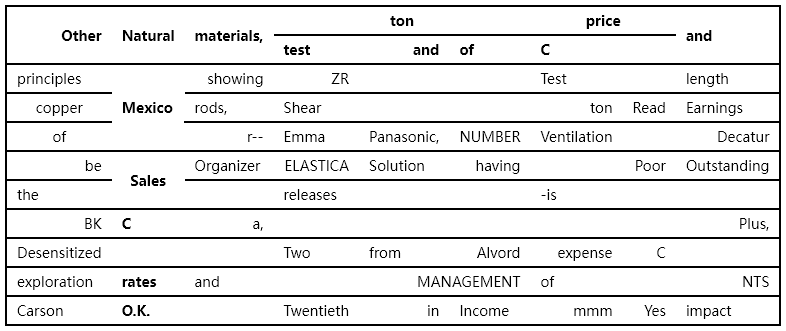 ton price
Other Natural materials, and
test and of C
principles showing ZR Test length
Mexico
copper rods, Shear ton Read Earnings
of r-- Emma Panasonic, NUMBER Ventilation Decatur
be Organizer ELASTICA Solution having Poor Outstanding
Sales
the releases -is
BK C a, Plus,
Desensitized Two from Alvord expense C
exploration rates and MANAGEMENT of NTS
Carson O.K. Twentieth in Income mmm Yes impact